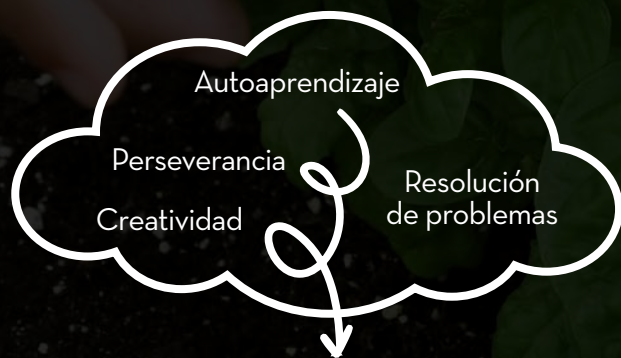 Autoaprendizaje
Perseverancia
Creatividad
Resolución
de problemas